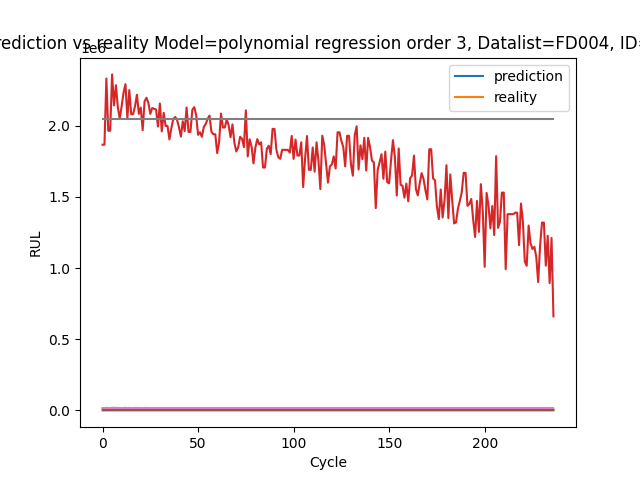 rediction vs reality Model=polynomial regression order 3, Datalist=FD004, ID=
1e6
prediction
reality
2.0
1.5
1.0
0.5
0.0
RUL
0 50 100 150 200
Cycle